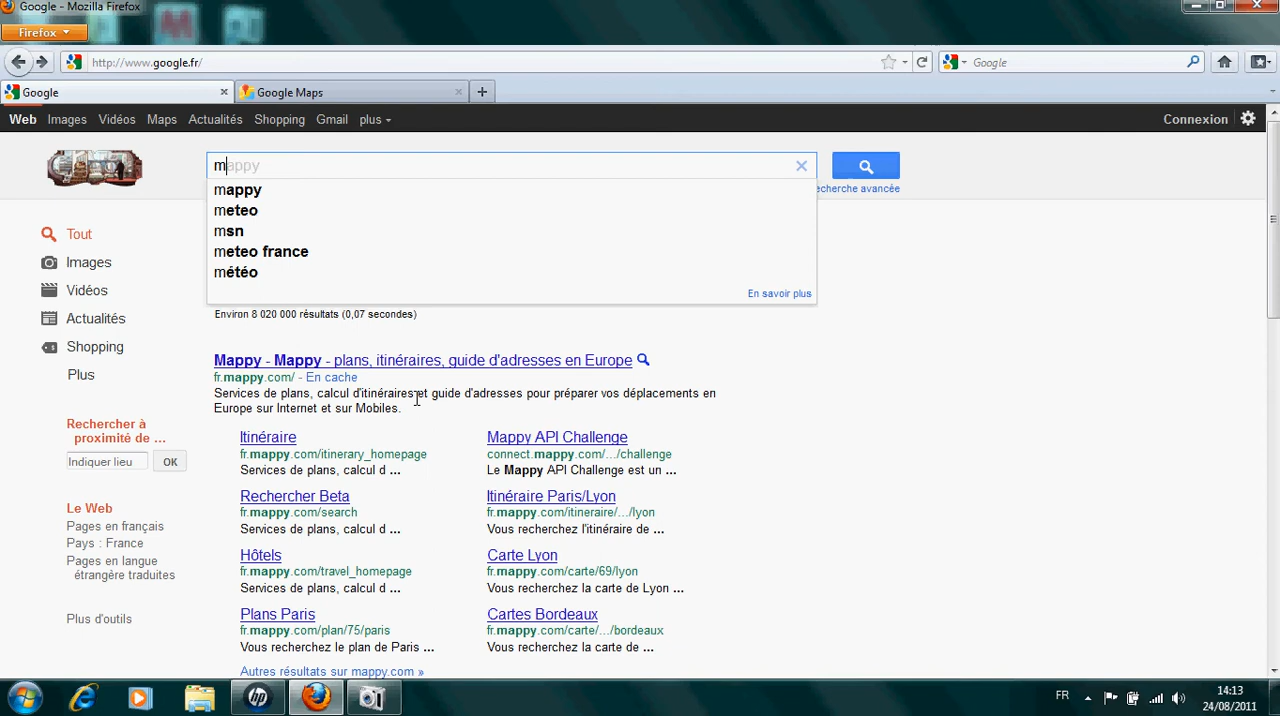 Google - Mozilla Firefox
Firefox
http://www.google.fr/
Google
Google
Google Maps
Web Images Vidéos Maps Actualités Shopping Gmail plus
Connexion
mappy
echerche avancée
mappy
meteo
msn
meteo france
météo
En savoir plus
Tout
Images
Vidéos
Actualités
Shopping
Plus
Rechercher à
proximité de ...
Indiquer lieu OK
Le Web
Pages en français
Pays : France
Pages en langue
étrangère traduites
Plus d'outils
Environ 8 020 000 résultats (0,07 secondes)
Mappy - Mappy - plans, itinéraires, guide d'adresses en Europe
fr.mappy.com/ - En cache
Services de plans, calcul d'itinéraires et guide d'adresses pour préparer vos déplacements en
Europe sur Internet et sur Mobiles.
Itinéraire
fr.mappy.com/itinerary_homepage
Services de plans, calcul d ...
Mappy API Challenge
connect.mappy.com/.../challenge
Le Mappy API Challenge est un ...
Rechercher Beta
fr.mappy.com/search
Services de plans, calcul d ...
Itinéraire Paris/Lyon
fr.mappy.com/itineraire/.../lyon
Vous recherchez l'itinéraire de ...
Hôtels
fr.mappy.com/travel_homepage
Services de plans, calcul d ...
Carte Lyon
fr.mappy.com/carte/69/lyon
Vous recherchez la carte de Lyon ...
Plans Paris
fr.mappy.com/plan/75/paris
Vous recherchez le plan de Paris ...
Cartes Bordeaux
fr.mappy.com/carte/.../bordeaux
Vous recherchez la carte de ...
Autres résultats sur mappy.com »
hp
FR
14:13
24/08/2011